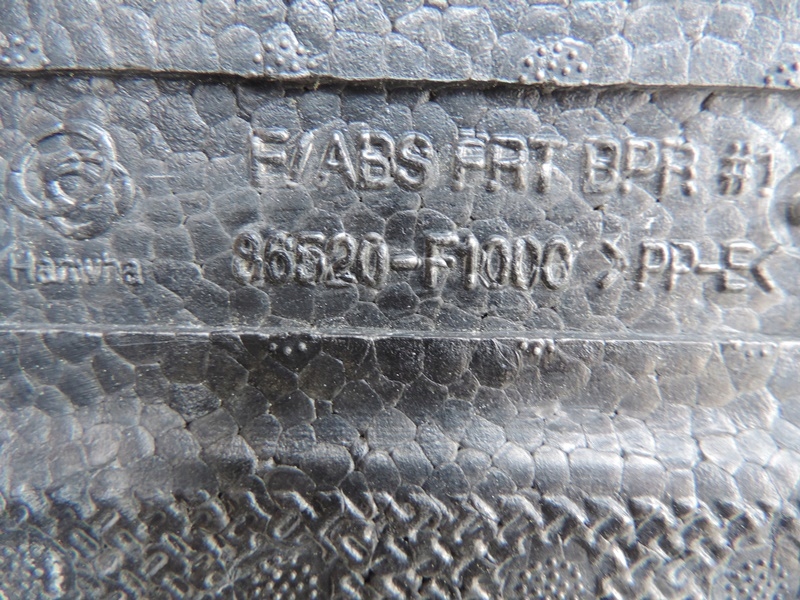 F/ABS FRT BPR #1
Hanwha 86520-F1000 >PP-E<